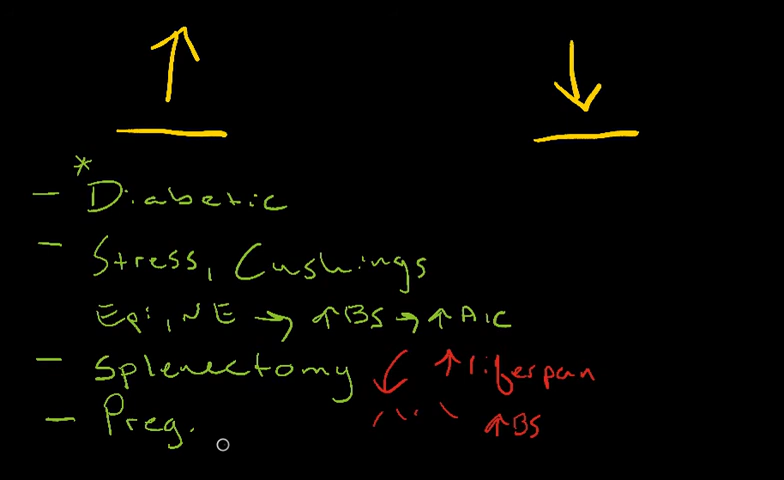 ↑
↓
- *Diabetic
- Stress, Cushings
Epi, NE → ↑BS → ↑A1C
- Splenectomy ↑lifespan
- Preg. ↑BS